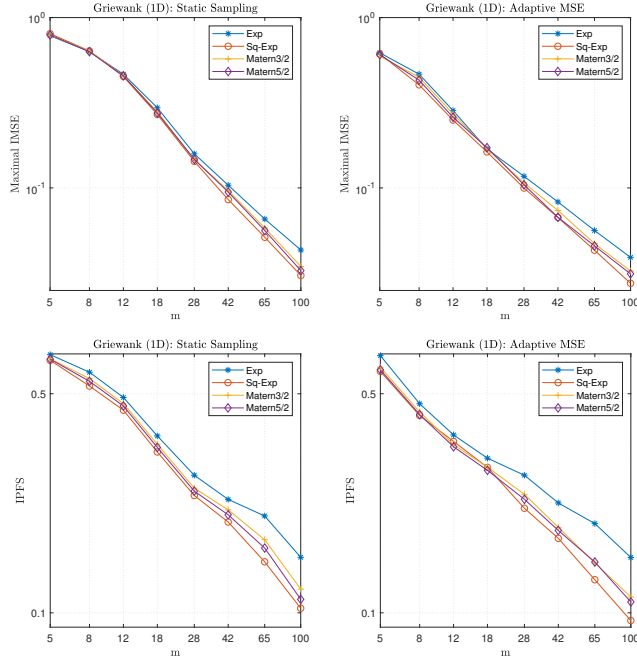 Griewank (1D): Static Sampling
10^0
10^-1
Maximal IMSE
Exp
Sq-Exp
Matern3/2
Matern5/2
5 8 12 18 28 42 65 100
m
Griewank (1D): Adaptive MSE
10^0
10^-1
Maximal IMSE
Exp
Sq-Exp
Matern3/2
Matern5/2
5 8 12 18 28 42 65 100
m
Griewank (1D): Static Sampling
0.5
0.1
IPFS
Exp
Sq-Exp
Matern3/2
Matern5/2
5 8 12 18 28 42 65 100
m
Griewank (1D): Adaptive MSE
0.5
0.1
IPFS
Exp
Sq-Exp
Matern3/2
Matern5/2
5 8 12 18 28 42 65 100
m